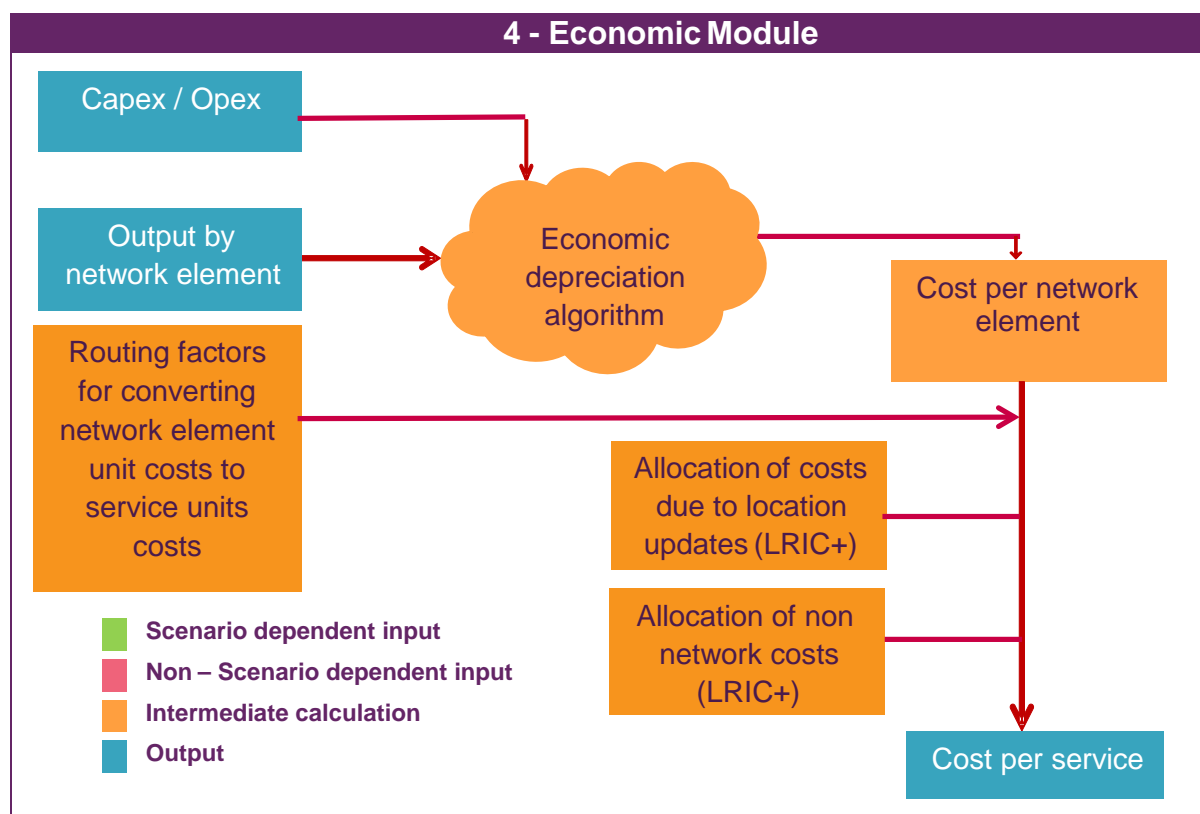 4 - Economic Module
Capex / Opex
Output by
network element
Economic
depreciation
algorithm
Cost per network
element
Routing factors
for converting
network element
unit costs to
service units
costs
Allocation of costs
due to location
updates (LRIC+)
Allocation of non
network costs
(LRIC+)
Cost per service
Scenario dependent input
Non – Scenario dependent input
Intermediate calculation
Output